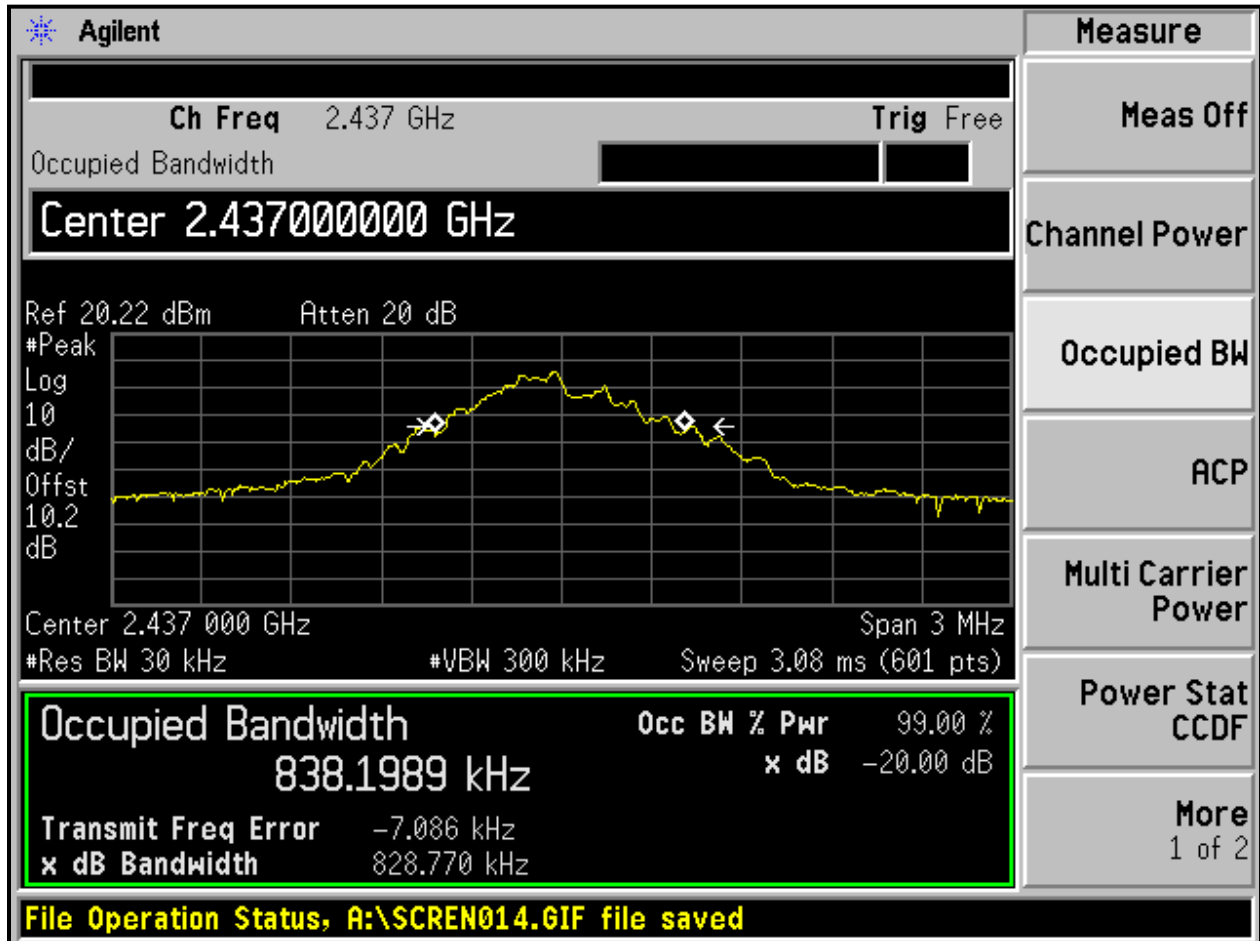 Agilent
Ch Freq 2.437 GHz Trig Free
Occupied Bandwidth
Center 2.437000000 GHz
Ref 20.22 dBm Atten 20 dB
#Peak
Log
10
dB/
Offst
10.2
dB
Center 2.437 000 GHz Span 3 MHz
#Res BW 30 kHz #VBW 300 kHz Sweep 3.08 ms (601 pts)
Occupied Bandwidth
838.1989 kHz
Occ BW % Pwr 99.00 %
x dB -20.00 dB
Transmit Freq Error -7.086 kHz
x dB Bandwidth 828.770 kHz
File Operation Status, A:\SCREN014.GIF file saved
Measure
Meas Off
Channel Power
Occupied BW
ACP
Multi Carrier
Power
Power Stat
CCDF
More
1 of 2